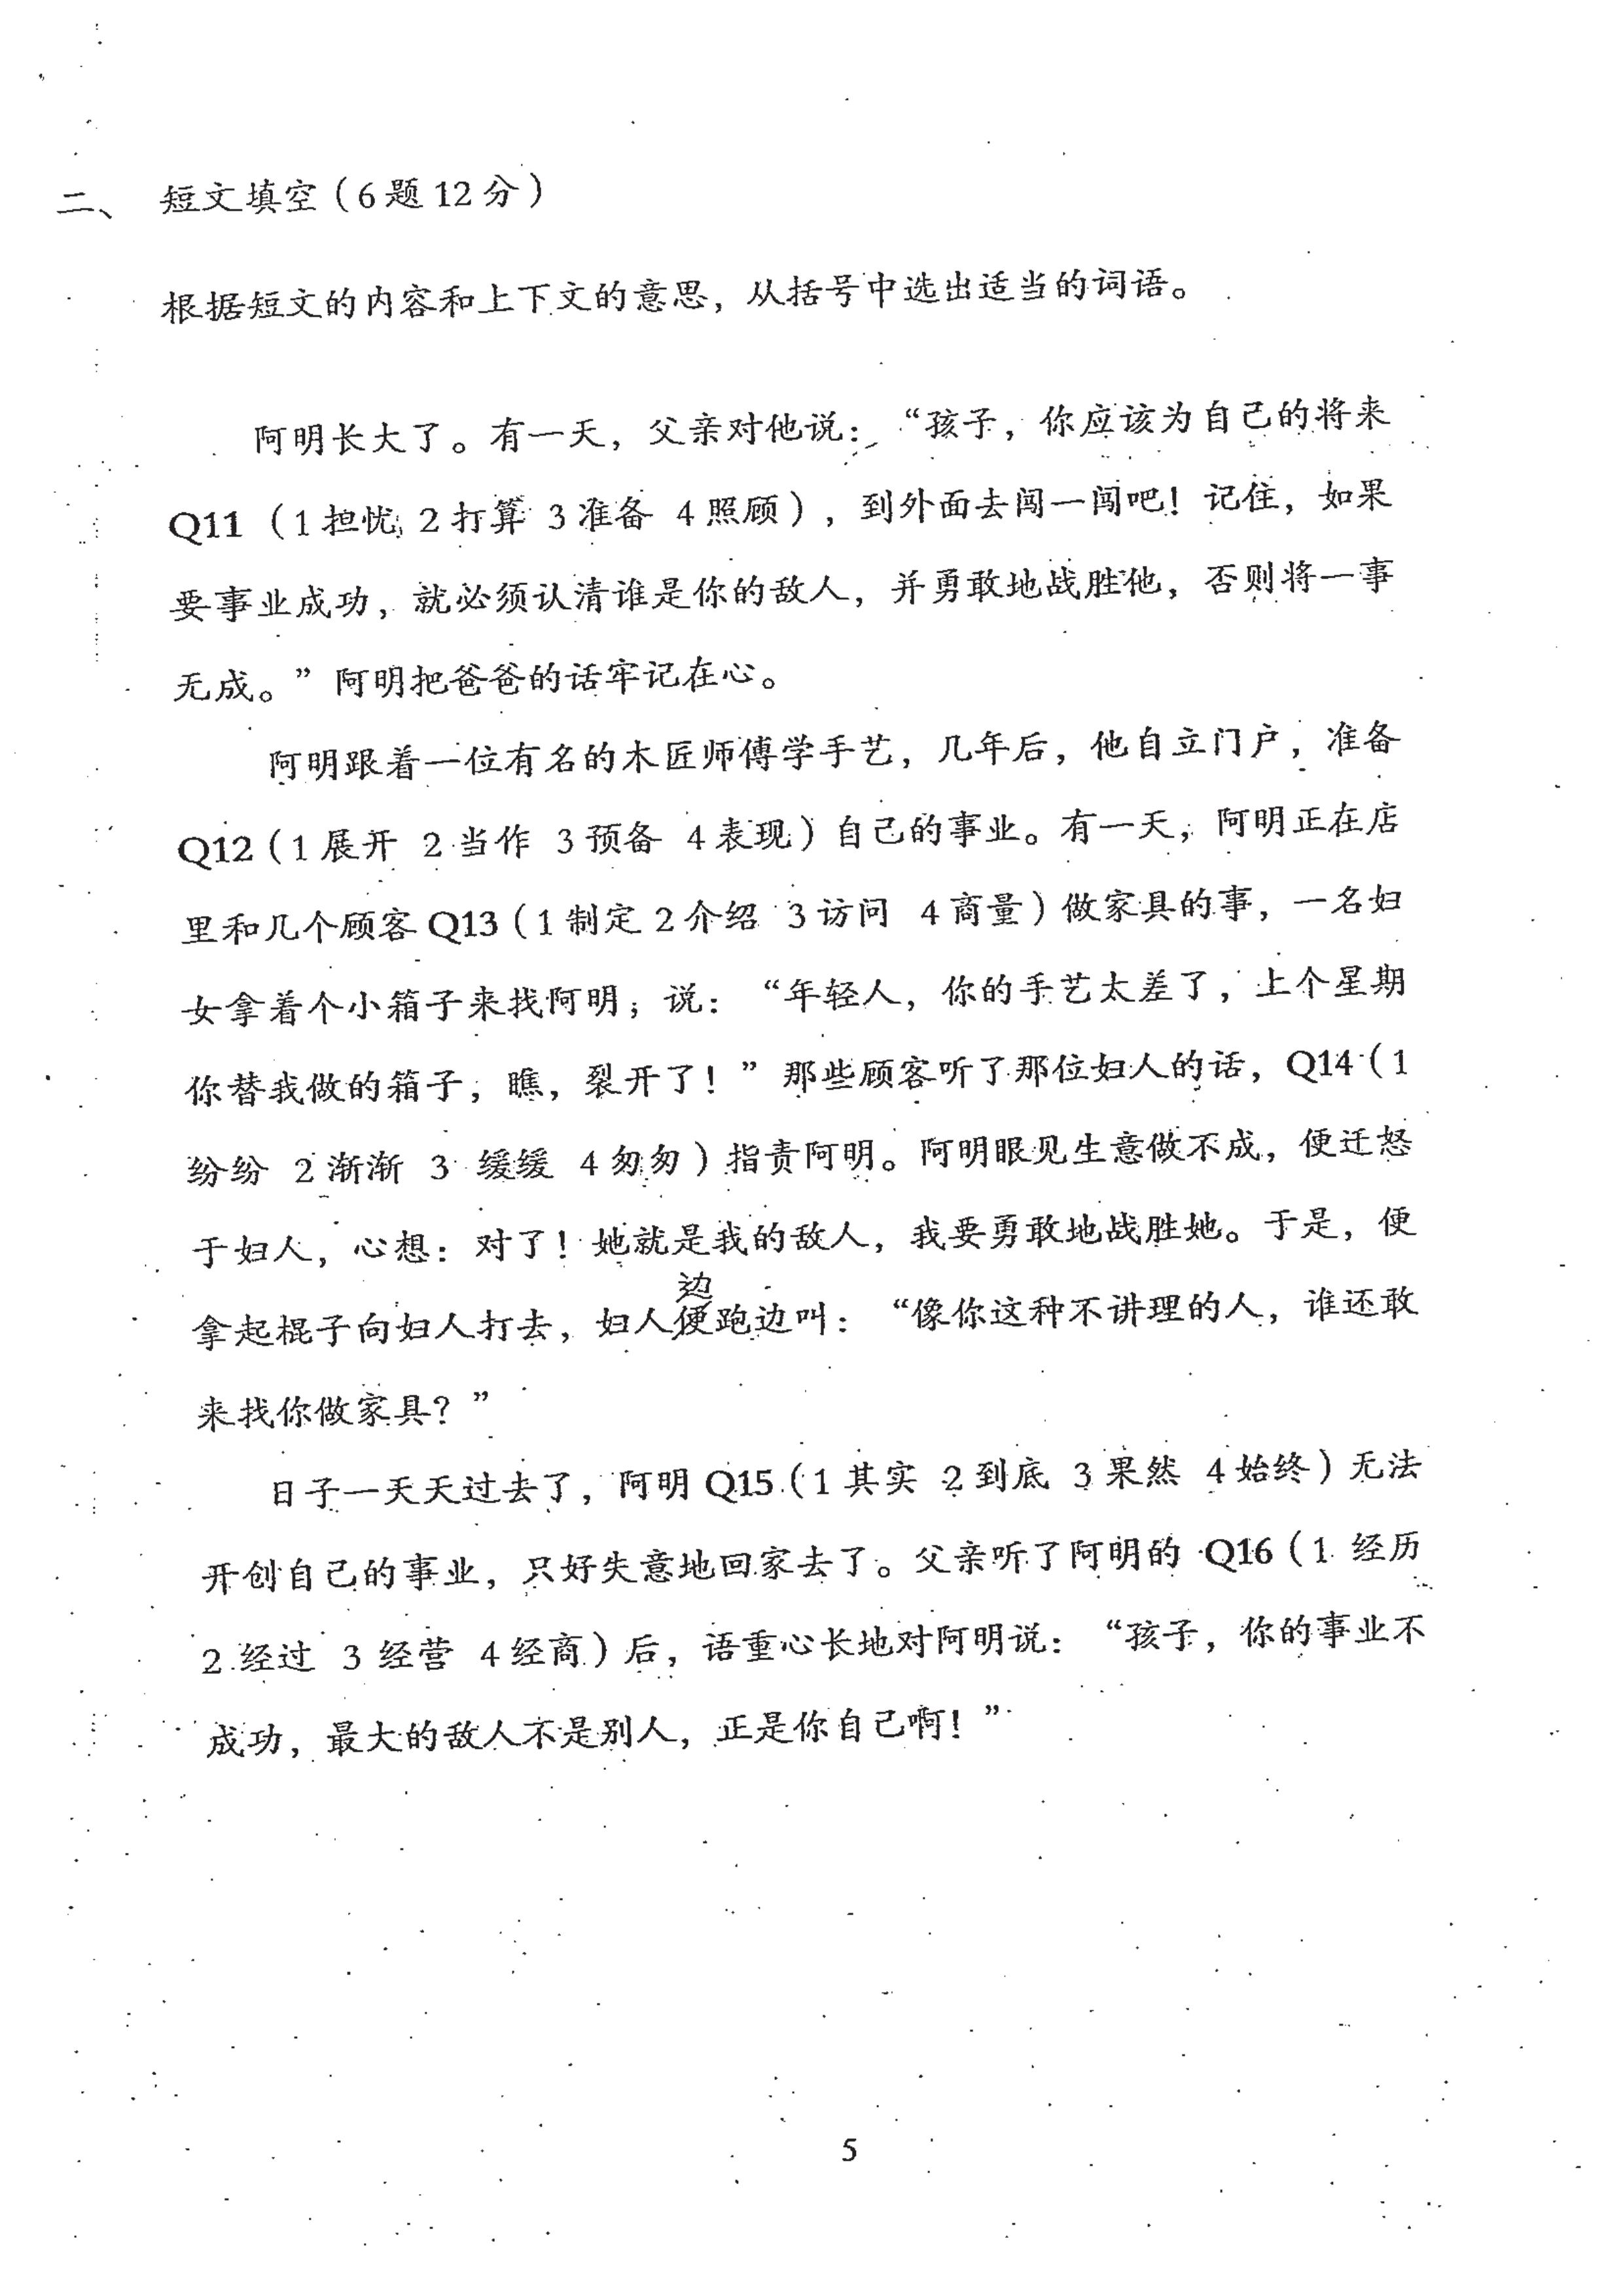 二、 短文填空（6题12分）
根据短文的内容和上下文的意思，从括号中选出适当的词语。
阿明长大了。有一天，父亲对他说：“孩子，你应该为自己的将来
Q11（1担忧 2打算 3准备 4照顾），到外面去闯一闯吧！记住，如果
要事业成功，就必须认清谁是你的敌人，并勇敢地战胜他，否则将一事
无成。”阿明把爸爸的话牢记在心。
阿明跟着一位有名的木匠师傅学手艺，几年后，他自立门户，准备
Q12（1展开 2当作 3预备 4表现）自己的事业。有一天，阿明正在店
里和几个顾客Q13（1制定 2介绍 3访问 4商量）做家具的事，一名妇
女拿着个小箱子来找阿明，说：“年轻人，你的手艺太差了，上个星期
你替我做的箱子，瞧，裂开了！”那些顾客听了那位妇人的话，Q14（1
纷纷 2渐渐 3 缓缓 4匆匆）指责阿明。阿明眼见生意做不成，便迁怒
于妇人，心想：对了！她就是我的敌人，我要勇敢地战胜她。于是，便
边
拿起棍子向妇人打去，妇人便跑边叫：“像你这种不讲理的人，谁还敢
来找你做家具？”
日子一天天过去了，阿明Q15（1其实 2到底 3果然 4始终）无法
开创自己的事业，只好失意地回家去了。父亲听了阿明的Q16（1 经历
2经过 3 经营 4经商）后，语重心长地对阿明说：“孩子，你的事业不
成功，最大的敌人不是别人，正是你自己啊！”
5